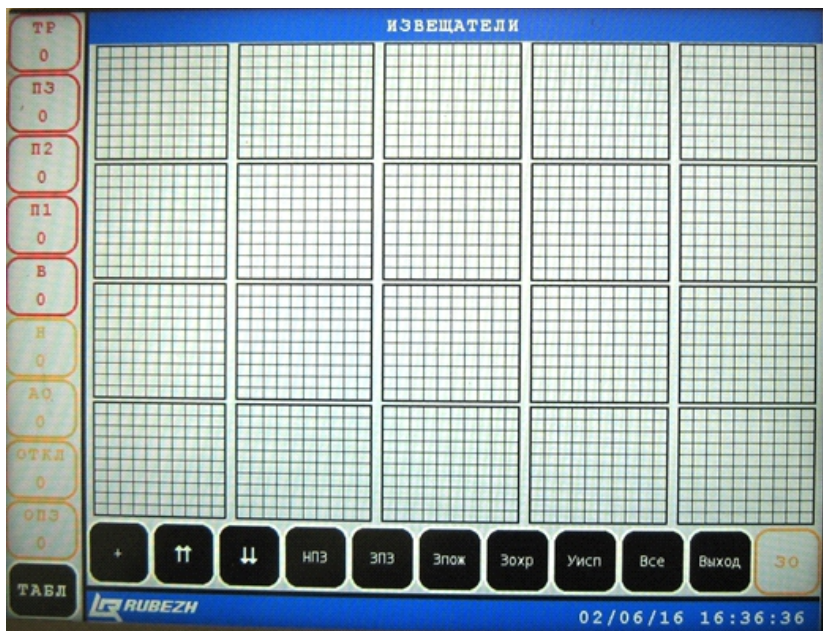 ИЗВЕЩАТЕЛИ
ТР
0
ПЗ
0
П2
0
П1
0
В
0
Н
0
АО
0
ОТКЛ
0
ОПЗ
0
ТАБЛ
+ ⇈ ⇊ НПЗ ЗПЗ Зпож Зохр Уисп Все Выход ЗО
RUBEZH
02/06/16 16:36:36